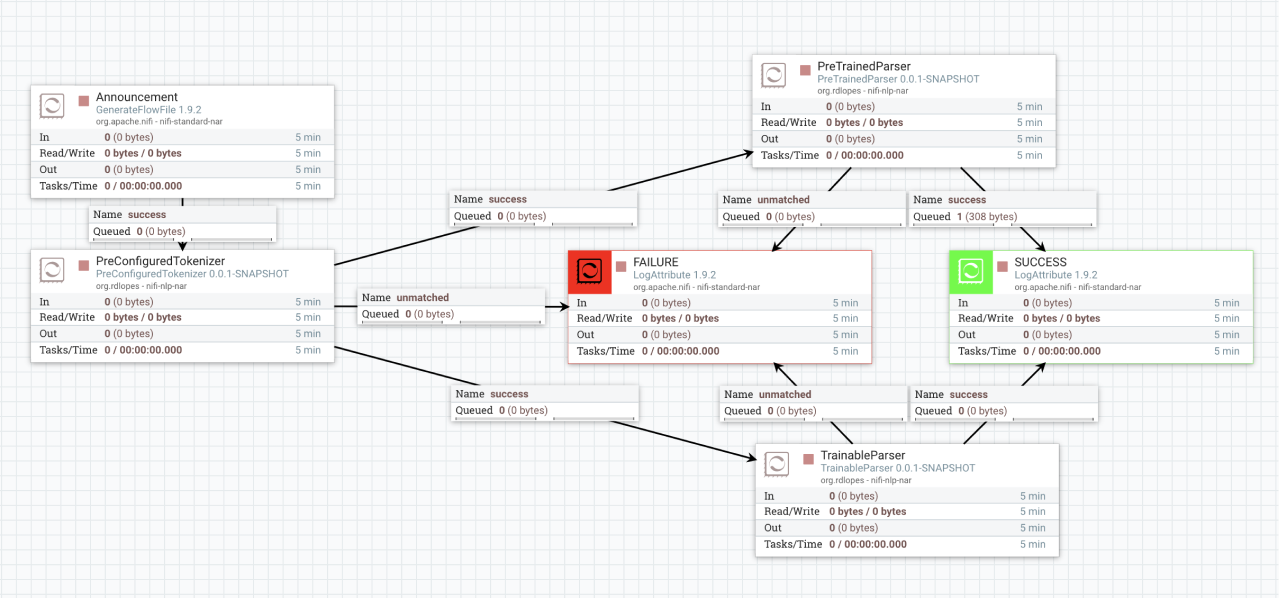 PreTrainedParser
PreTrainedParser 0.0.1-SNAPSHOT
org.rdlopes - nifi-nlp-nar
In 0 (0 bytes) 5 min
Read/Write 0 bytes / 0 bytes 5 min
Out 0 (0 bytes) 5 min
Tasks/Time 0 / 00:00:00.000 5 min
Announcement
GenerateFlowFile 1.9.2
org.apache.nifi - nifi-standard-nar
In 0 (0 bytes) 5 min
Read/Write 0 bytes / 0 bytes 5 min
Out 0 (0 bytes) 5 min
Tasks/Time 0 / 00:00:00.000 5 min
Name success
Queued 0 (0 bytes)
Name success
Queued 0 (0 bytes)
Name unmatched
Queued 0 (0 bytes)
Name success
Queued 1 (308 bytes)
PreConfiguredTokenizer
PreConfiguredTokenizer 0.0.1-SNAPSHOT
org.rdlopes - nifi-nlp-nar
In 0 (0 bytes) 5 min
Read/Write 0 bytes / 0 bytes 5 min
Out 0 (0 bytes) 5 min
Tasks/Time 0 / 00:00:00.000 5 min
Name unmatched
Queued 0 (0 bytes)
FAILURE
LogAttribute 1.9.2
org.apache.nifi - nifi-standard-nar
In 0 (0 bytes) 5 min
Read/Write 0 bytes / 0 bytes 5 min
Out 0 (0 bytes) 5 min
Tasks/Time 0 / 00:00:00.000 5 min
SUCCESS
LogAttribute 1.9.2
org.apache.nifi - nifi-standard-nar
In 0 (0 bytes) 5 min
Read/Write 0 bytes / 0 bytes 5 min
Out 0 (0 bytes) 5 min
Tasks/Time 0 / 00:00:00.000 5 min
Name success
Queued 0 (0 bytes)
Name unmatched
Queued 0 (0 bytes)
Name success
Queued 0 (0 bytes)
TrainableParser
TrainableParser 0.0.1-SNAPSHOT
org.rdlopes - nifi-nlp-nar
In 0 (0 bytes) 5 min
Read/Write 0 bytes / 0 bytes 5 min
Out 0 (0 bytes) 5 min
Tasks/Time 0 / 00:00:00.000 5 min